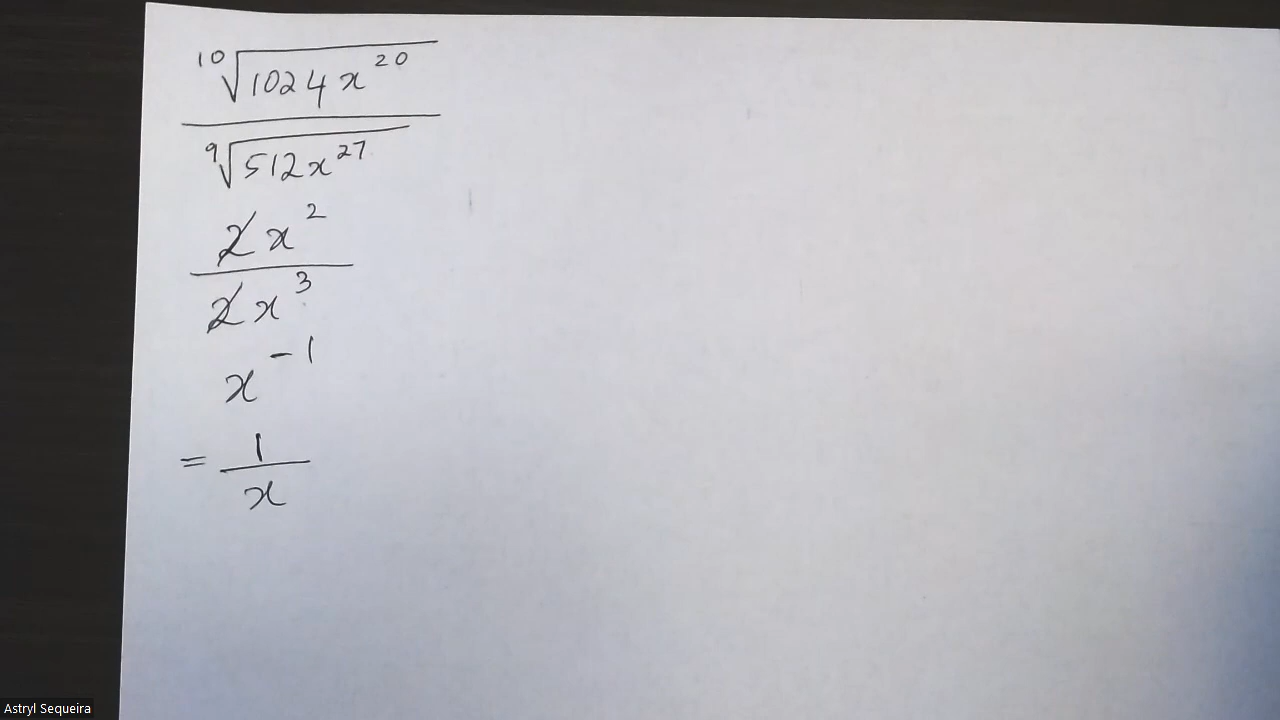 ¹⁰√1024x²⁰
⁹√512x²⁷
2x²
2x³
x⁻¹
= 1
x
Astryl Sequeira